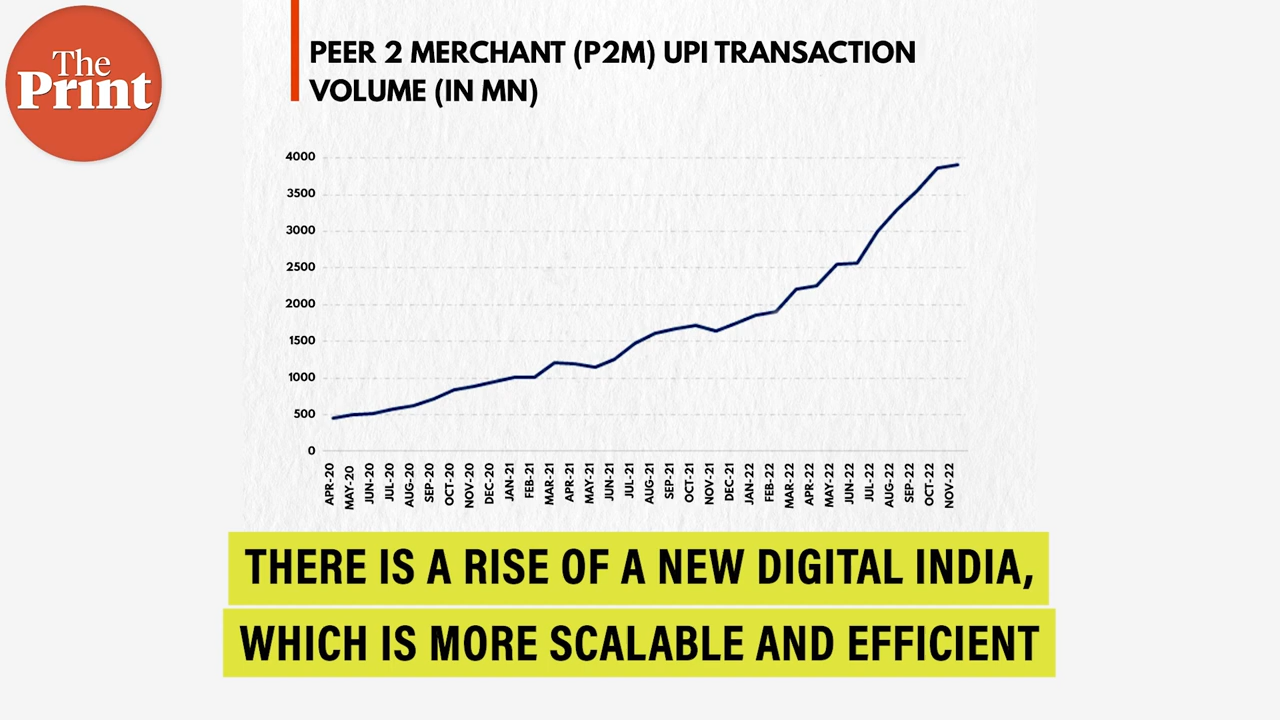 The
Print
PEER 2 MERCHANT (P2M) UPI TRANSACTION
VOLUME (IN MN)
4000
3500
3000
2500
2000
1500
1000
500
0
APR-20
MAY-20
JUN-20
JUL-20
AUG-20
SEP-20
OCT-20
NOV-20
DEC-20
JAN-21
FEB-21
MAR-21
APR-21
MAY-21
JUN-21
JUL-21
AUG-21
SEP-21
OCT-21
NOV-21
DEC-21
JAN-22
FEB-22
MAR-22
APR-22
MAY-22
JUN-22
JUL-22
AUG-22
SEP-22
OCT-22
NOV-22
THERE IS A RISE OF A NEW DIGITAL INDIA,
WHICH IS MORE SCALABLE AND EFFICIENT